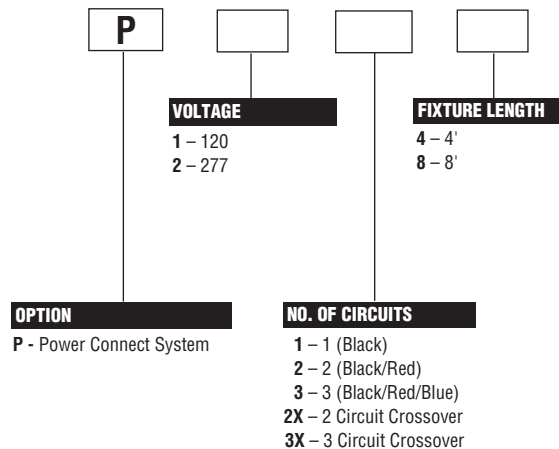 P
VOLTAGE
1 – 120
2 – 277
FIXTURE LENGTH
4 – 4'
8 – 8'
OPTION
P - Power Connect System
NO. OF CIRCUITS
1 – 1 (Black)
2 – 2 (Black/Red)
3 – 3 (Black/Red/Blue)
2X – 2 Circuit Crossover
3X – 3 Circuit Crossover